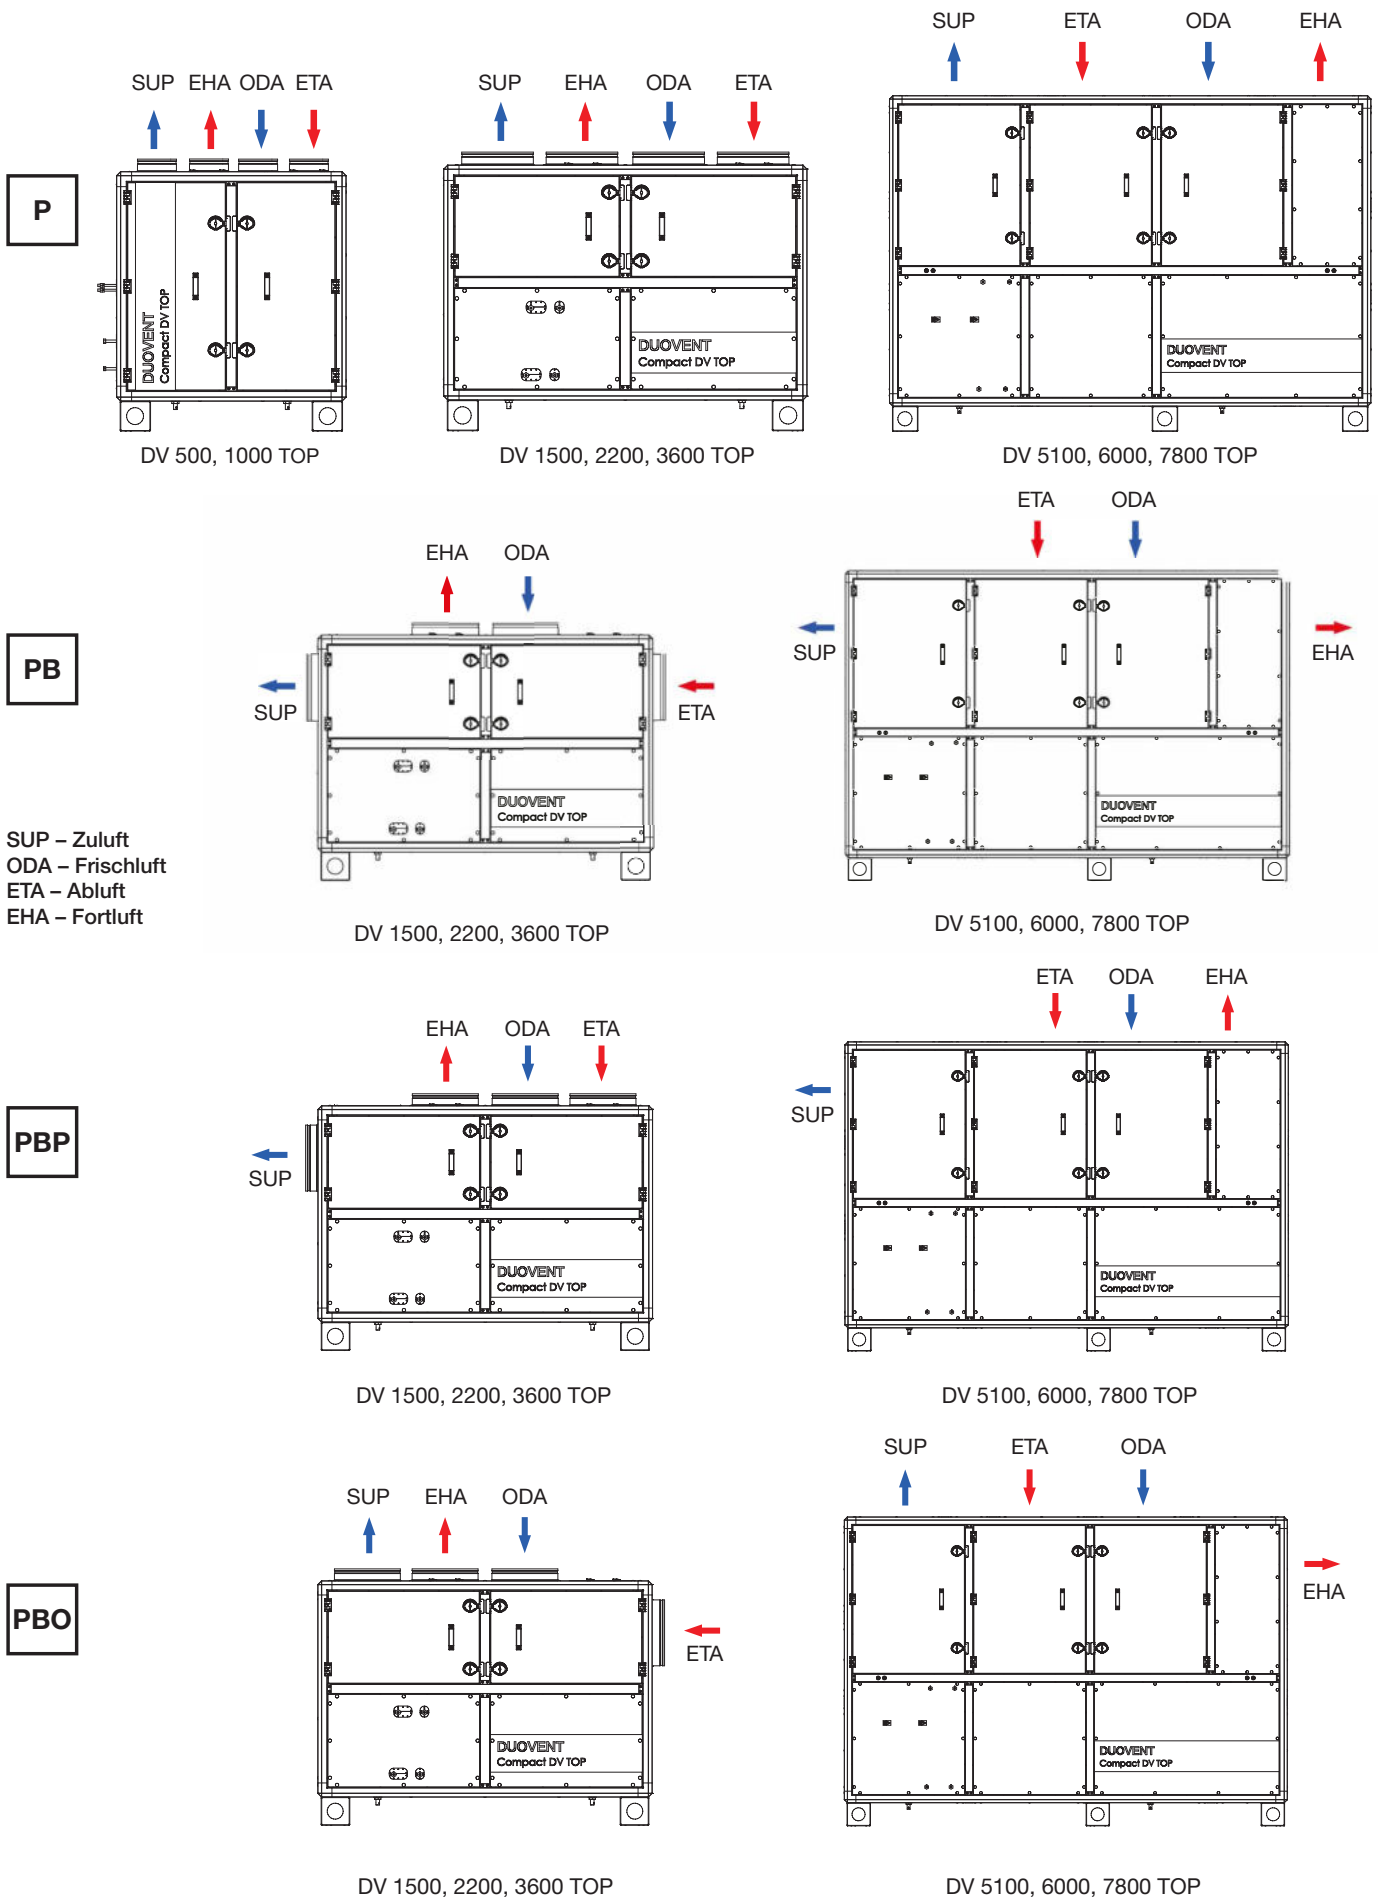 SUP ETA ODA EHA
SUP EHA ODA ETA
SUP EHA ODA ETA
P
DUOVENT
Compact DV TOP
DUOVENT
Compact DV TOP
DUOVENT
Compact DV TOP
DV 500, 1000 TOP
DV 1500, 2200, 3600 TOP
DV 5100, 6000, 7800 TOP
ETA ODA
EHA ODA
PB
SUP
ETA
SUP
EHA
DUOVENT
Compact DV TOP
DUOVENT
Compact DV TOP
SUP – Zuluft
ODA – Frischluft
ETA – Abluft
EHA – Fortluft
DV 1500, 2200, 3600 TOP
DV 5100, 6000, 7800 TOP
ETA ODA EHA
EHA ODA ETA
PBP
SUP
SUP
DUOVENT
Compact DV TOP
DUOVENT
Compact DV TOP
DV 1500, 2200, 3600 TOP
DV 5100, 6000, 7800 TOP
SUP ETA ODA
SUP EHA ODA
PBO
ETA
EHA
DUOVENT
Compact DV TOP
DUOVENT
Compact DV TOP
DV 1500, 2200, 3600 TOP
DV 5100, 6000, 7800 TOP